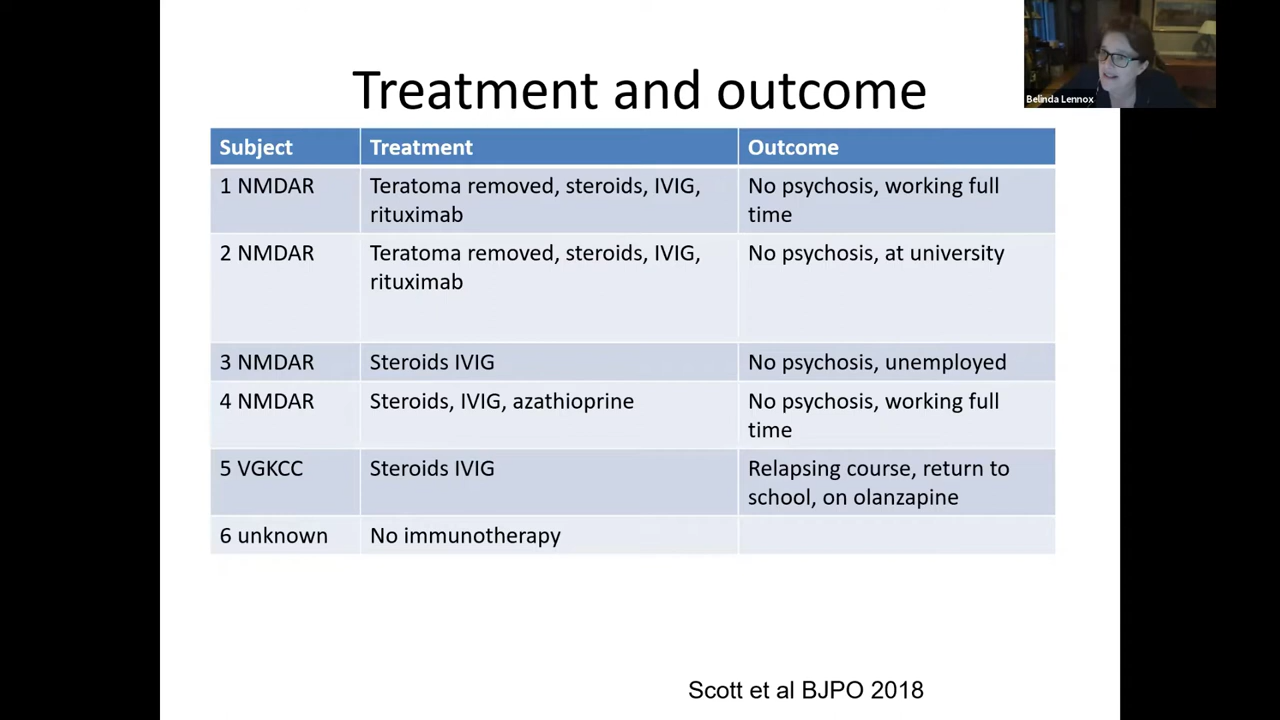 Belinda Lennox
Treatment and outcome
Subject Treatment Outcome
1 NMDAR Teratoma removed, steroids, IVIG, No psychosis, working full
rituximab time
2 NMDAR Teratoma removed, steroids, IVIG, No psychosis, at university
rituximab
3 NMDAR Steroids IVIG No psychosis, unemployed
4 NMDAR Steroids, IVIG, azathioprine No psychosis, working full
time
5 VGKCC Steroids IVIG Relapsing course, return to
school, on olanzapine
6 unknown No immunotherapy
Scott et al BJPO 2018